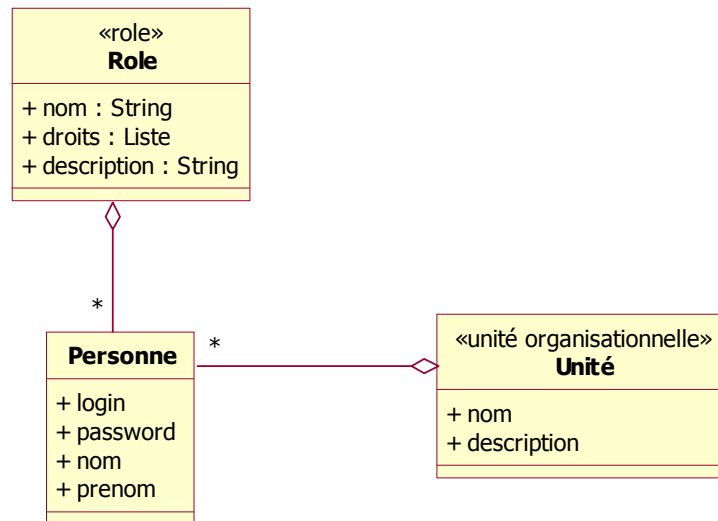 «role»
Role
+ nom : String
+ droits : Liste
+ description : String
*
Personne
+ login
+ password
+ nom
+ prenom
*
«unité organisationnelle»
Unité
+ nom
+ description